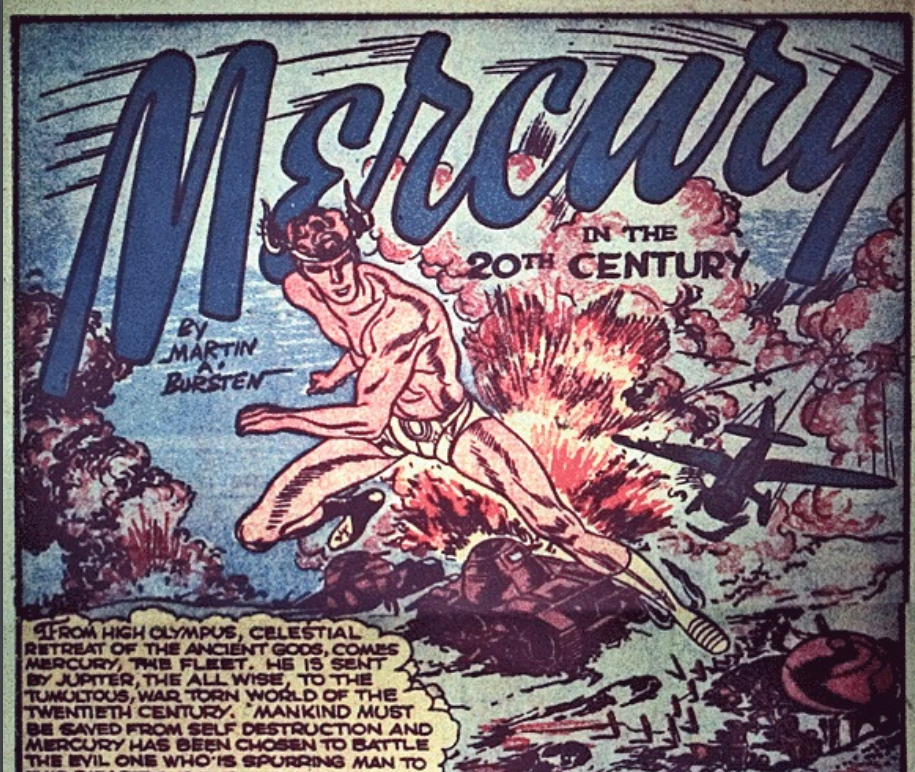 Mercury
IN THE
20TH CENTURY
By
MARTIN
A.
BURSTEN
FROM HIGH OLYMPUS, CELESTIAL
RETREAT OF THE ANCIENT GODS, COMES
MERCURY, THE FLEET. HE IS SENT
BY JUPITER, THE ALL WISE, TO THE
TUMULTOUS, WAR TORN WORLD OF THE
TWENTIETH CENTURY. MANKIND MUST
BE SAVED FROM SELF DESTRUCTION AND
MERCURY HAS BEEN CHOSEN TO BATTLE
THE EVIL ONE WHO IS SPURRING MAN TO